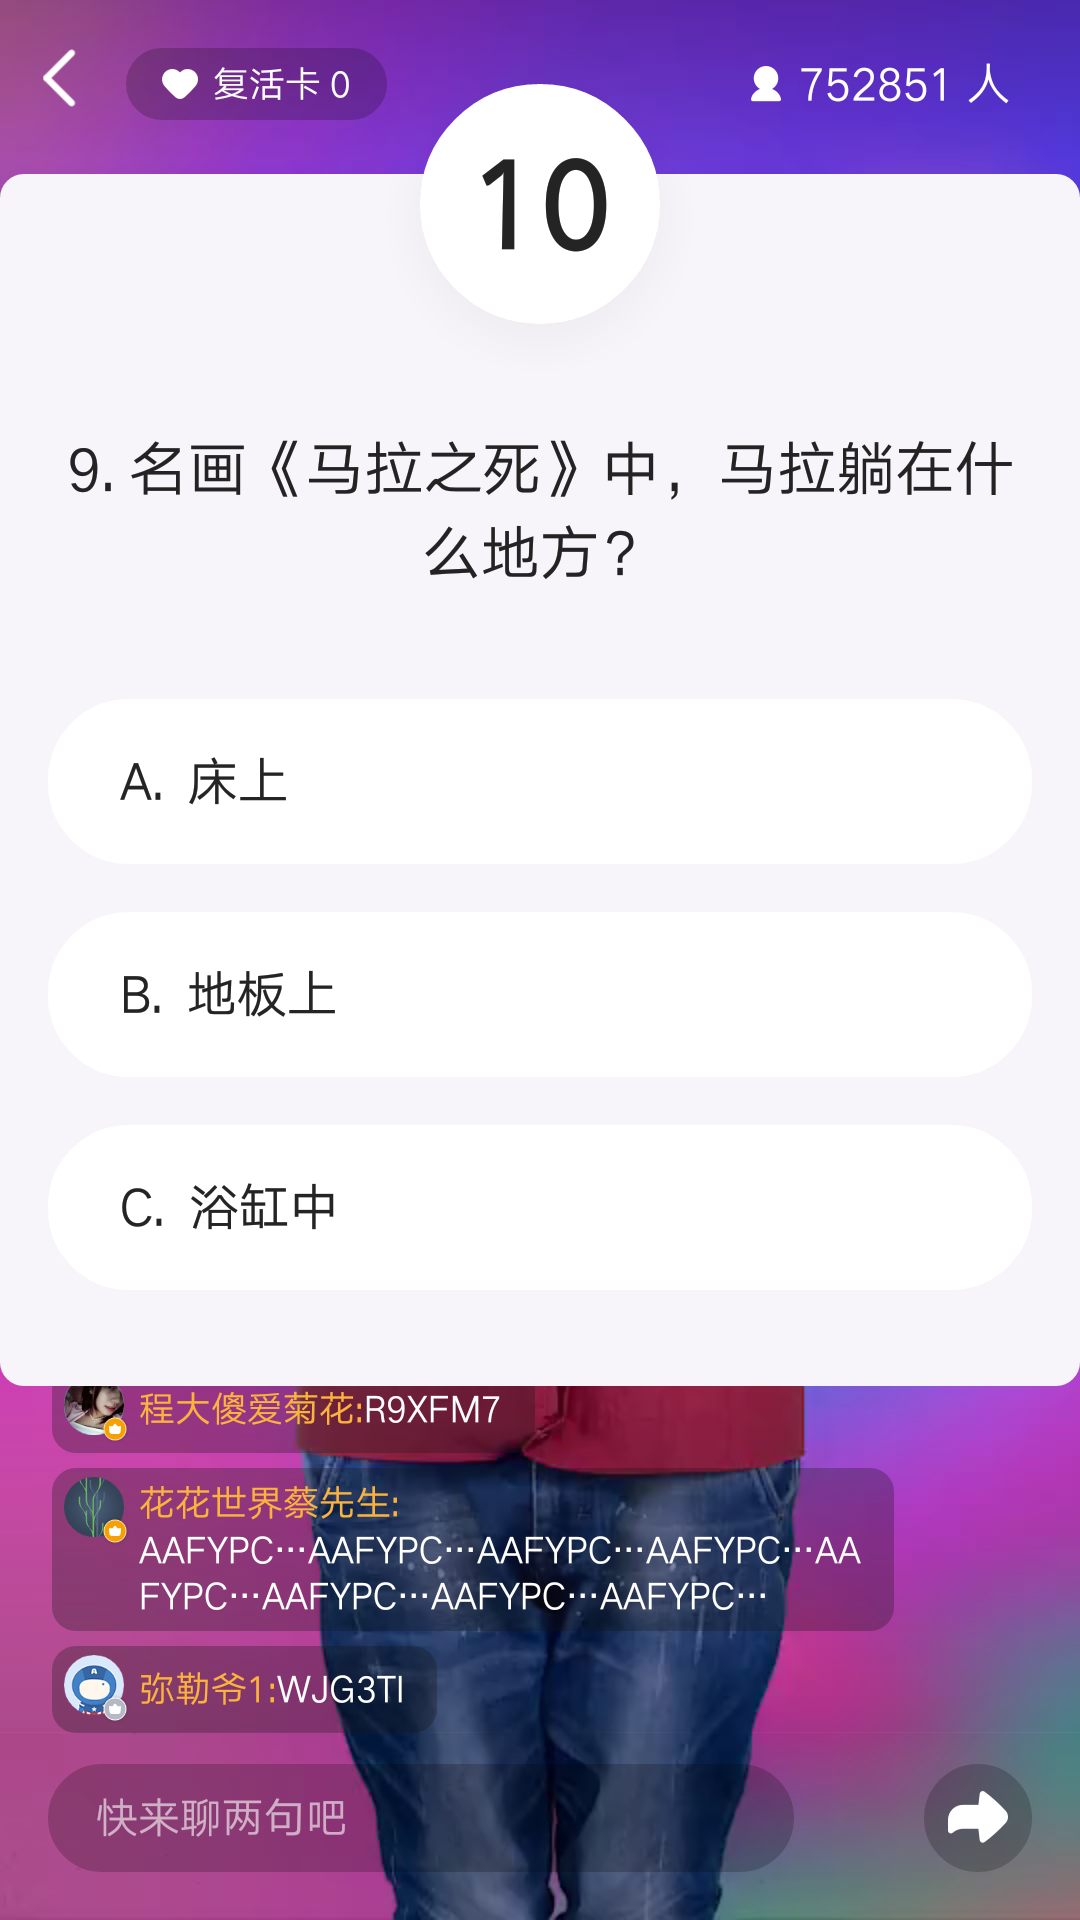 复活卡 0
752851 人
10
9. 名画《马拉之死》中，马拉躺在什
么地方？
A. 床上
B. 地板上
C. 浴缸中
程大傻爱菊花:R9XFM7
花花世界蔡先生:
AAFYPC…AAFYPC…AAFYPC…AAFYPC…AA
FYPC…AAFYPC…AAFYPC…AAFYPC…
弥勒爷1:WJG3TI
快来聊两句吧